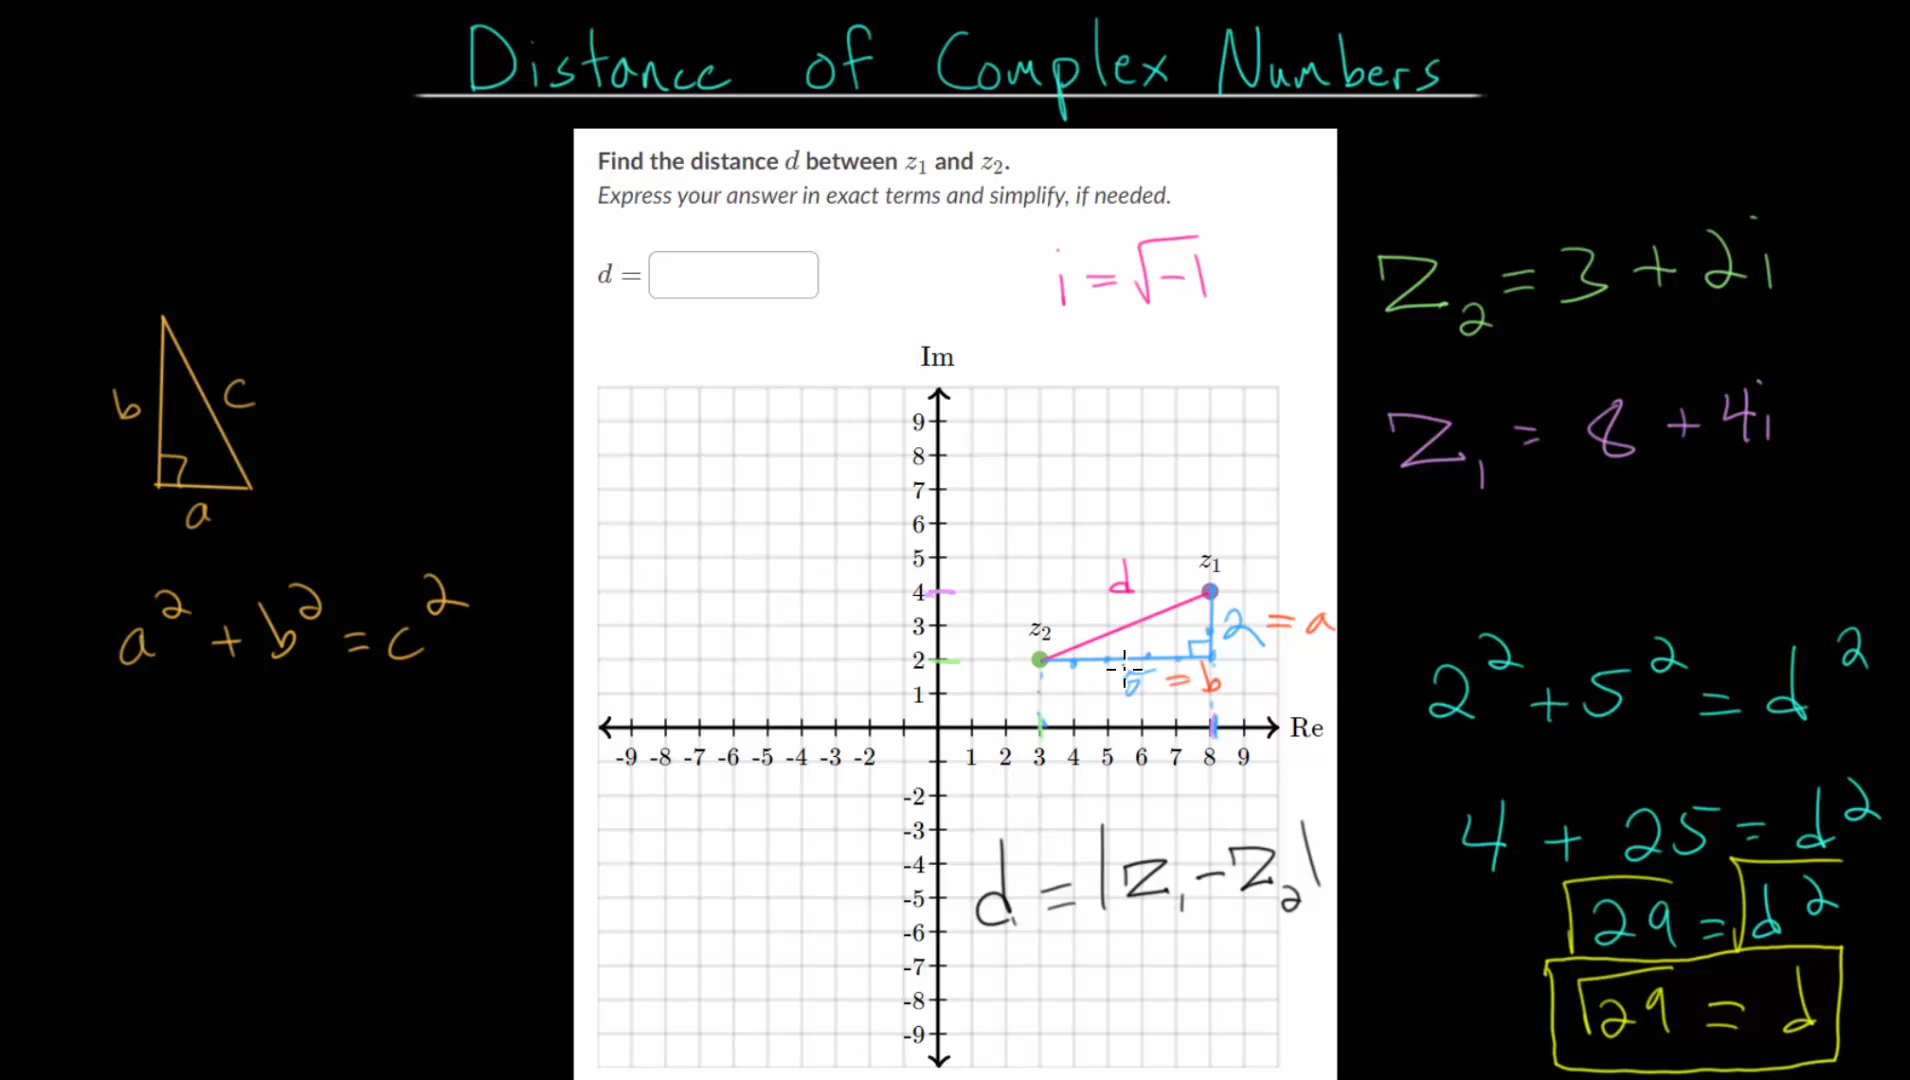 Distance of Complex Numbers
Find the distance d between z₁ and z₂.
Express your answer in exact terms and simplify, if needed.
d =
i = √-1
z₂ = 3 + 2i
z₁ = 8 + 4i
b c
a
a² + b² = c²
Im
9
8
7
6
5
4
3
2
1
z₁
d
z₂
2 = a
5 = b
Re
-9 -8 -7 -6 -5 -4 -3 -2 1 2 3 4 5 6 7 8 9
-2
-3
-4
-5
-6
-7
-8
-9
d = |z₁ - z₂|
2² + 5² = d²
4 + 25 = d²
√29 = √d²
√29 = d